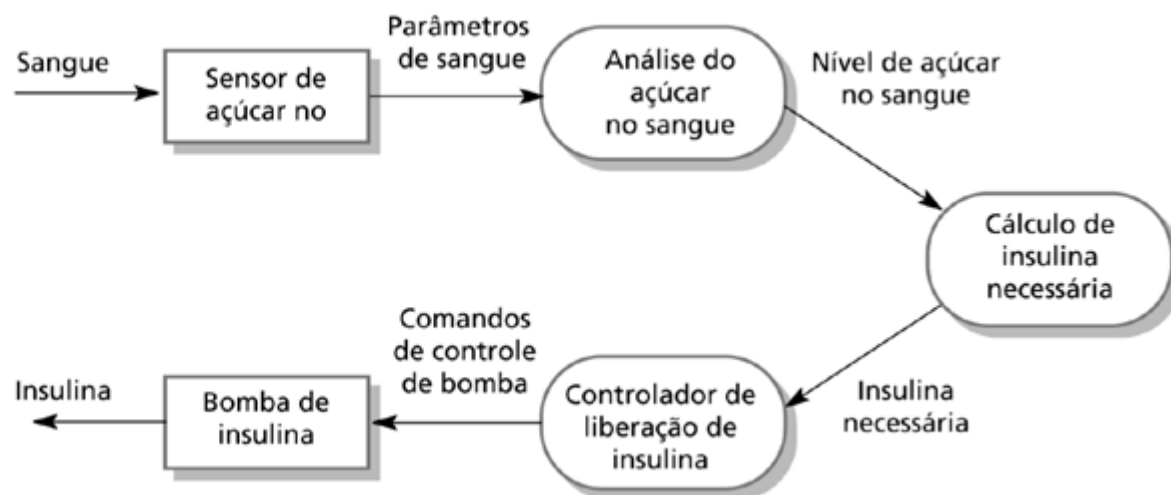 Sangue
Sensor de
açúcar no
Parâmetros
de sangue
Análise do
açúcar
no sangue
Nível de açúcar
no sangue
Cálculo de
insulina
necessária
Insulina
necessária
Controlador de
liberação de
insulina
Comandos
de controle
de bomba
Bomba de
insulina
Insulina